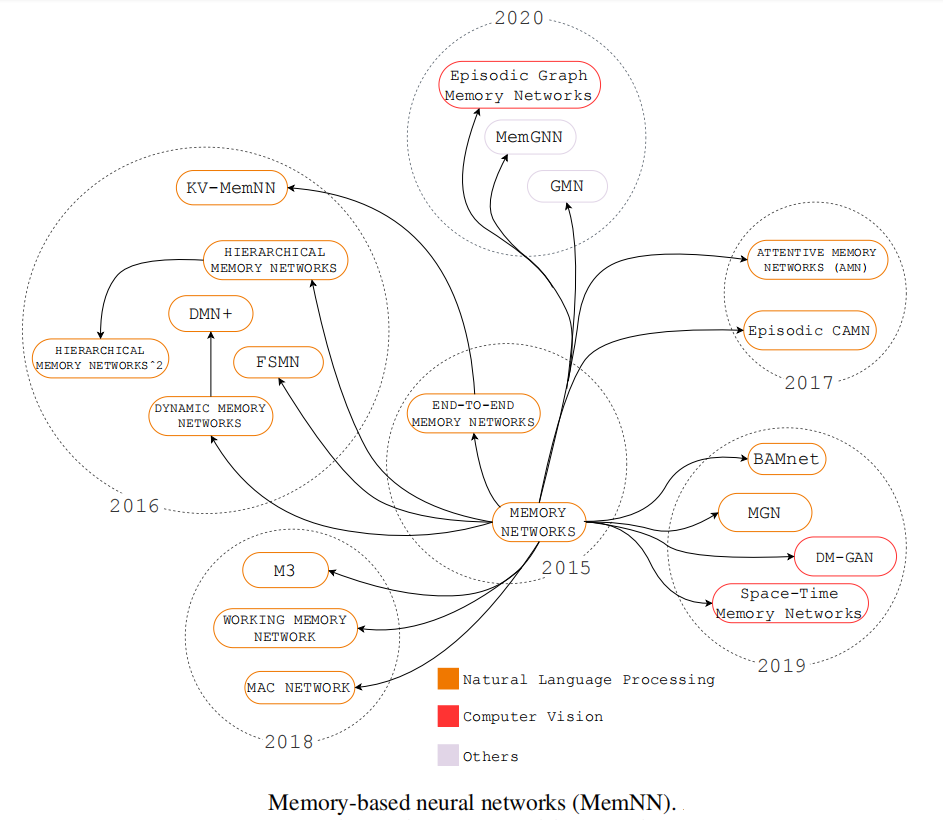 2020
Episodic Graph
Memory Networks
MemGNN
GMN
KV-MemNN
HIERARCHICAL
MEMORY NETWORKS
DMN+
HIERARCHICAL
MEMORY NETWORKS^2
FSMN
DYNAMIC MEMORY
NETWORKS
2016
ATTENTIVE MEMORY
NETWORKS (AMN)
Episodic CAMN
2017
END-TO-END
MEMORY NETWORKS
MEMORY
NETWORKS
2015
BAMnet
MGN
DM-GAN
Space-Time
Memory Networks
2019
M3
WORKING MEMORY
NETWORK
MAC NETWORK
2018
Natural Language Processing
Computer Vision
Others
Memory-based neural networks (MemNN).